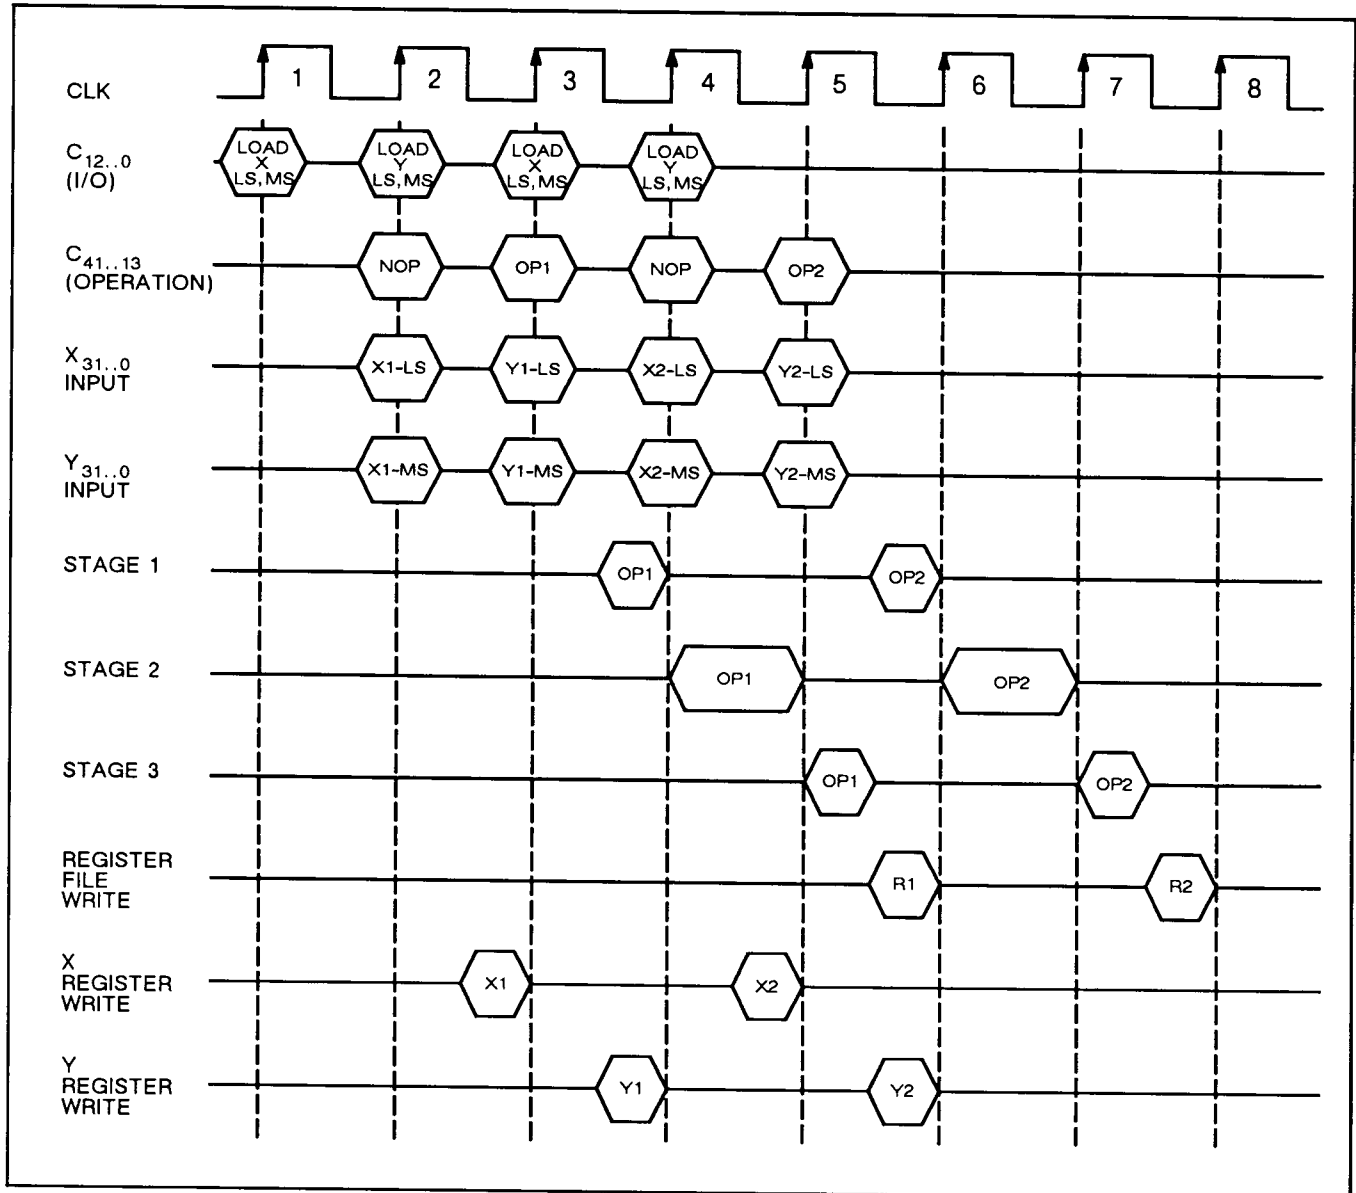 CLK 1 2 3 4 5 6 7 8
C12..0
(I/O)
LOAD X LS,MS
LOAD Y LS,MS
LOAD X LS,MS
LOAD Y LS,MS
C41..13
(OPERATION)
NOP OP1 NOP OP2
X31..0
INPUT
X1-LS Y1-LS X2-LS Y2-LS
Y31..0
INPUT
X1-MS Y1-MS X2-MS Y2-MS
STAGE 1 OP1 OP2
STAGE 2 OP1 OP2
STAGE 3 OP1 OP2
REGISTER
FILE
WRITE
R1 R2
X
REGISTER
WRITE
X1 X2
Y
REGISTER
WRITE
Y1 Y2